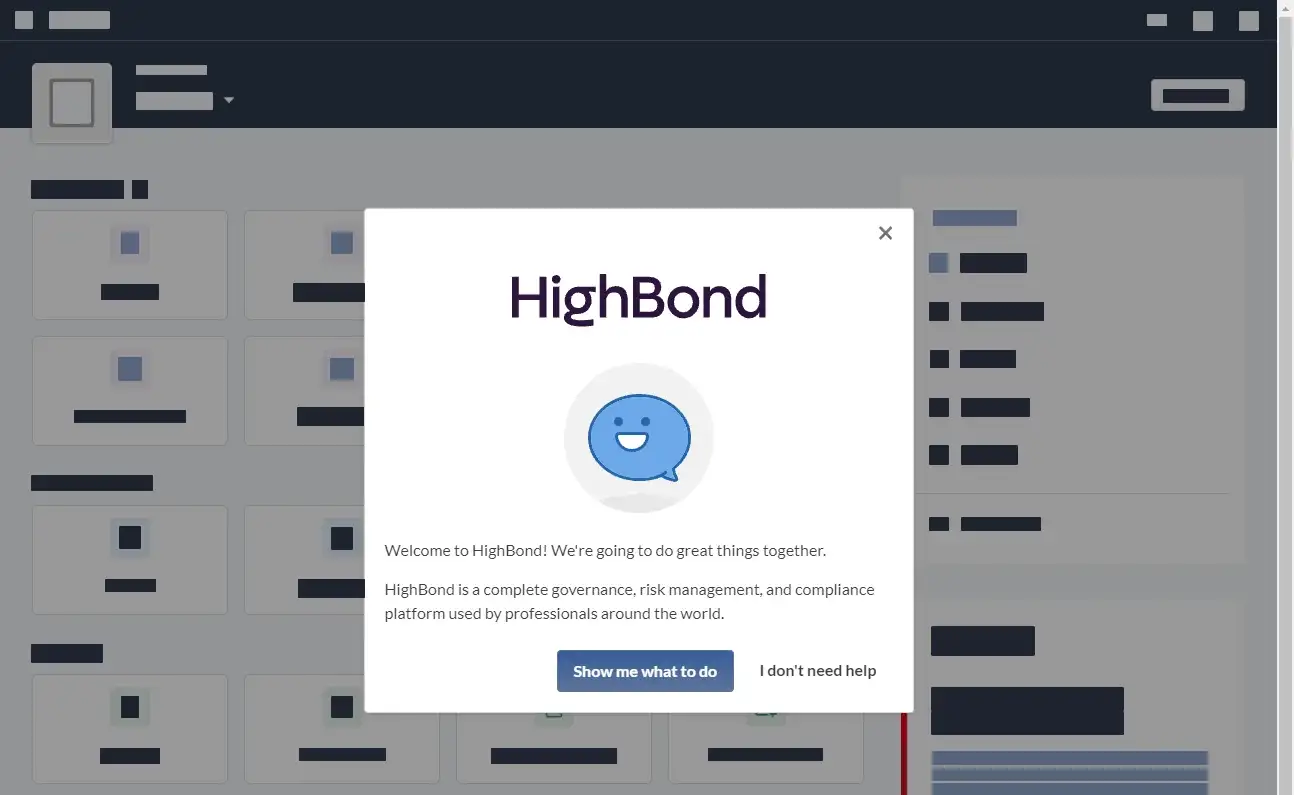 HighBond
Welcome to HighBond! We're going to do great things together.
HighBond is a complete governance, risk management, and compliance
platform used by professionals around the world.
Show me what to do
I don't need help